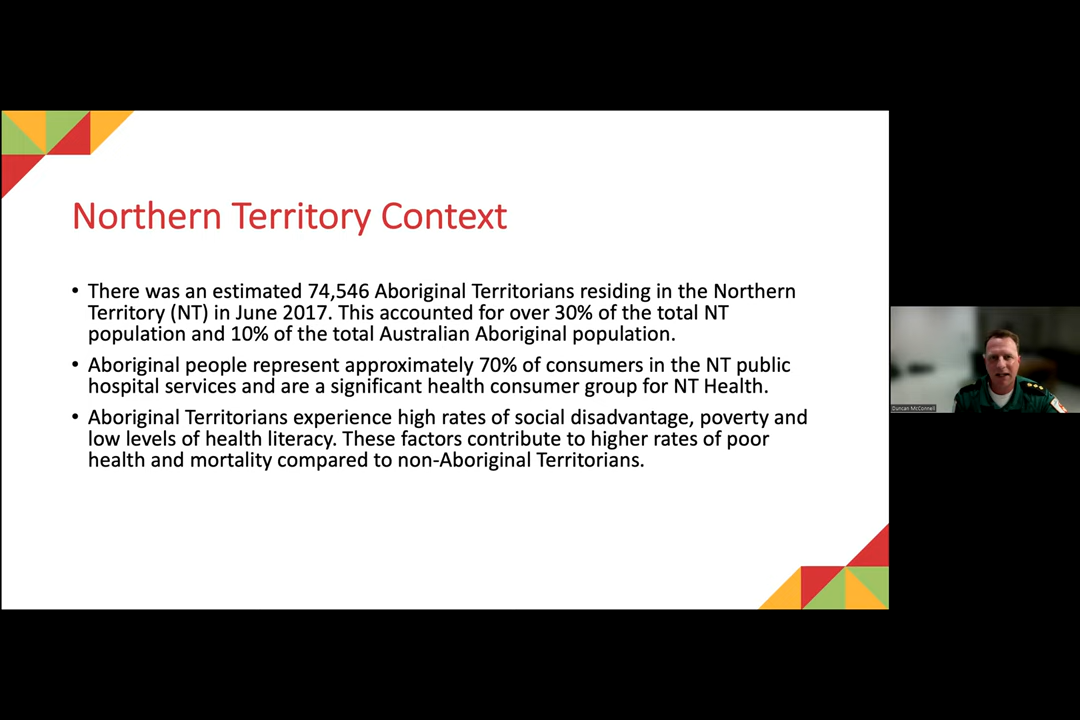 Northern Territory Context
• There was an estimated 74,546 Aboriginal Territorians residing in the Northern
Territory (NT) in June 2017. This accounted for over 30% of the total NT
population and 10% of the total Australian Aboriginal population.
• Aboriginal people represent approximately 70% of consumers in the NT public
hospital services and are a significant health consumer group for NT Health.
• Aboriginal Territorians experience high rates of social disadvantage, poverty and
low levels of health literacy. These factors contribute to higher rates of poor
health and mortality compared to non-Aboriginal Territorians.
Duncan McConnell